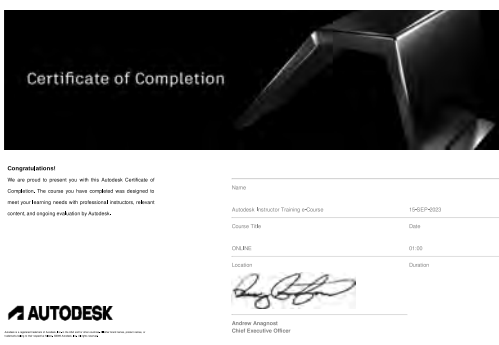 Certificate of Completion
Congratulations!
We are proud to present you with this Autodesk Certificate of
Completion. The course you have completed was designed to
meet your learning needs with professional instructors, relevant
content, and ongoing evaluation by Autodesk.
Name
Autodesk Instructor Training e-Course 15-SEP-2023
Course Title Date
ONLINE 01:00
Location Duration
Andrew Anagnost
Chief Executive Officer
AUTODESK